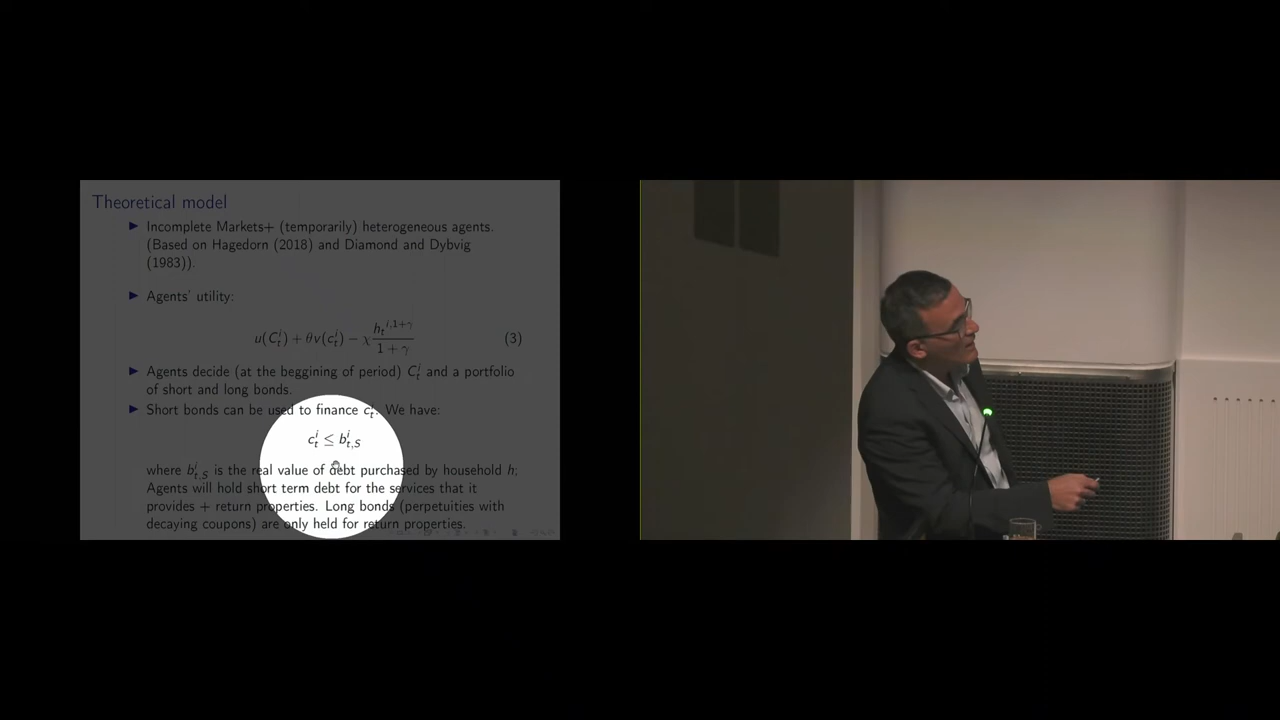 Theoretical model
▶ Incomplete Markets+ (temporarily) heterogeneous agents.
(Based on Hagedorn (2018) and Diamond and Dybvig
(1983)).
▶ Agents' utility:
u(C_t^i) + θv(c_t^i) − χ h_t^{i,1+γ} / (1 + γ) (3)
▶ Agents decide (at the beggining of period) C_t^i and a portfolio
of short and long bonds.
▶ Short bonds can be used to finance c_t^i. We have:
c_t^i ≤ b_{t,S}^i
where b_{t,S}^i is the real value of debt purchased by household h;
Agents will hold short term debt for the services that it
provides + return properties. Long bonds (perpetuities with
decaying coupons) are only held for return properties.